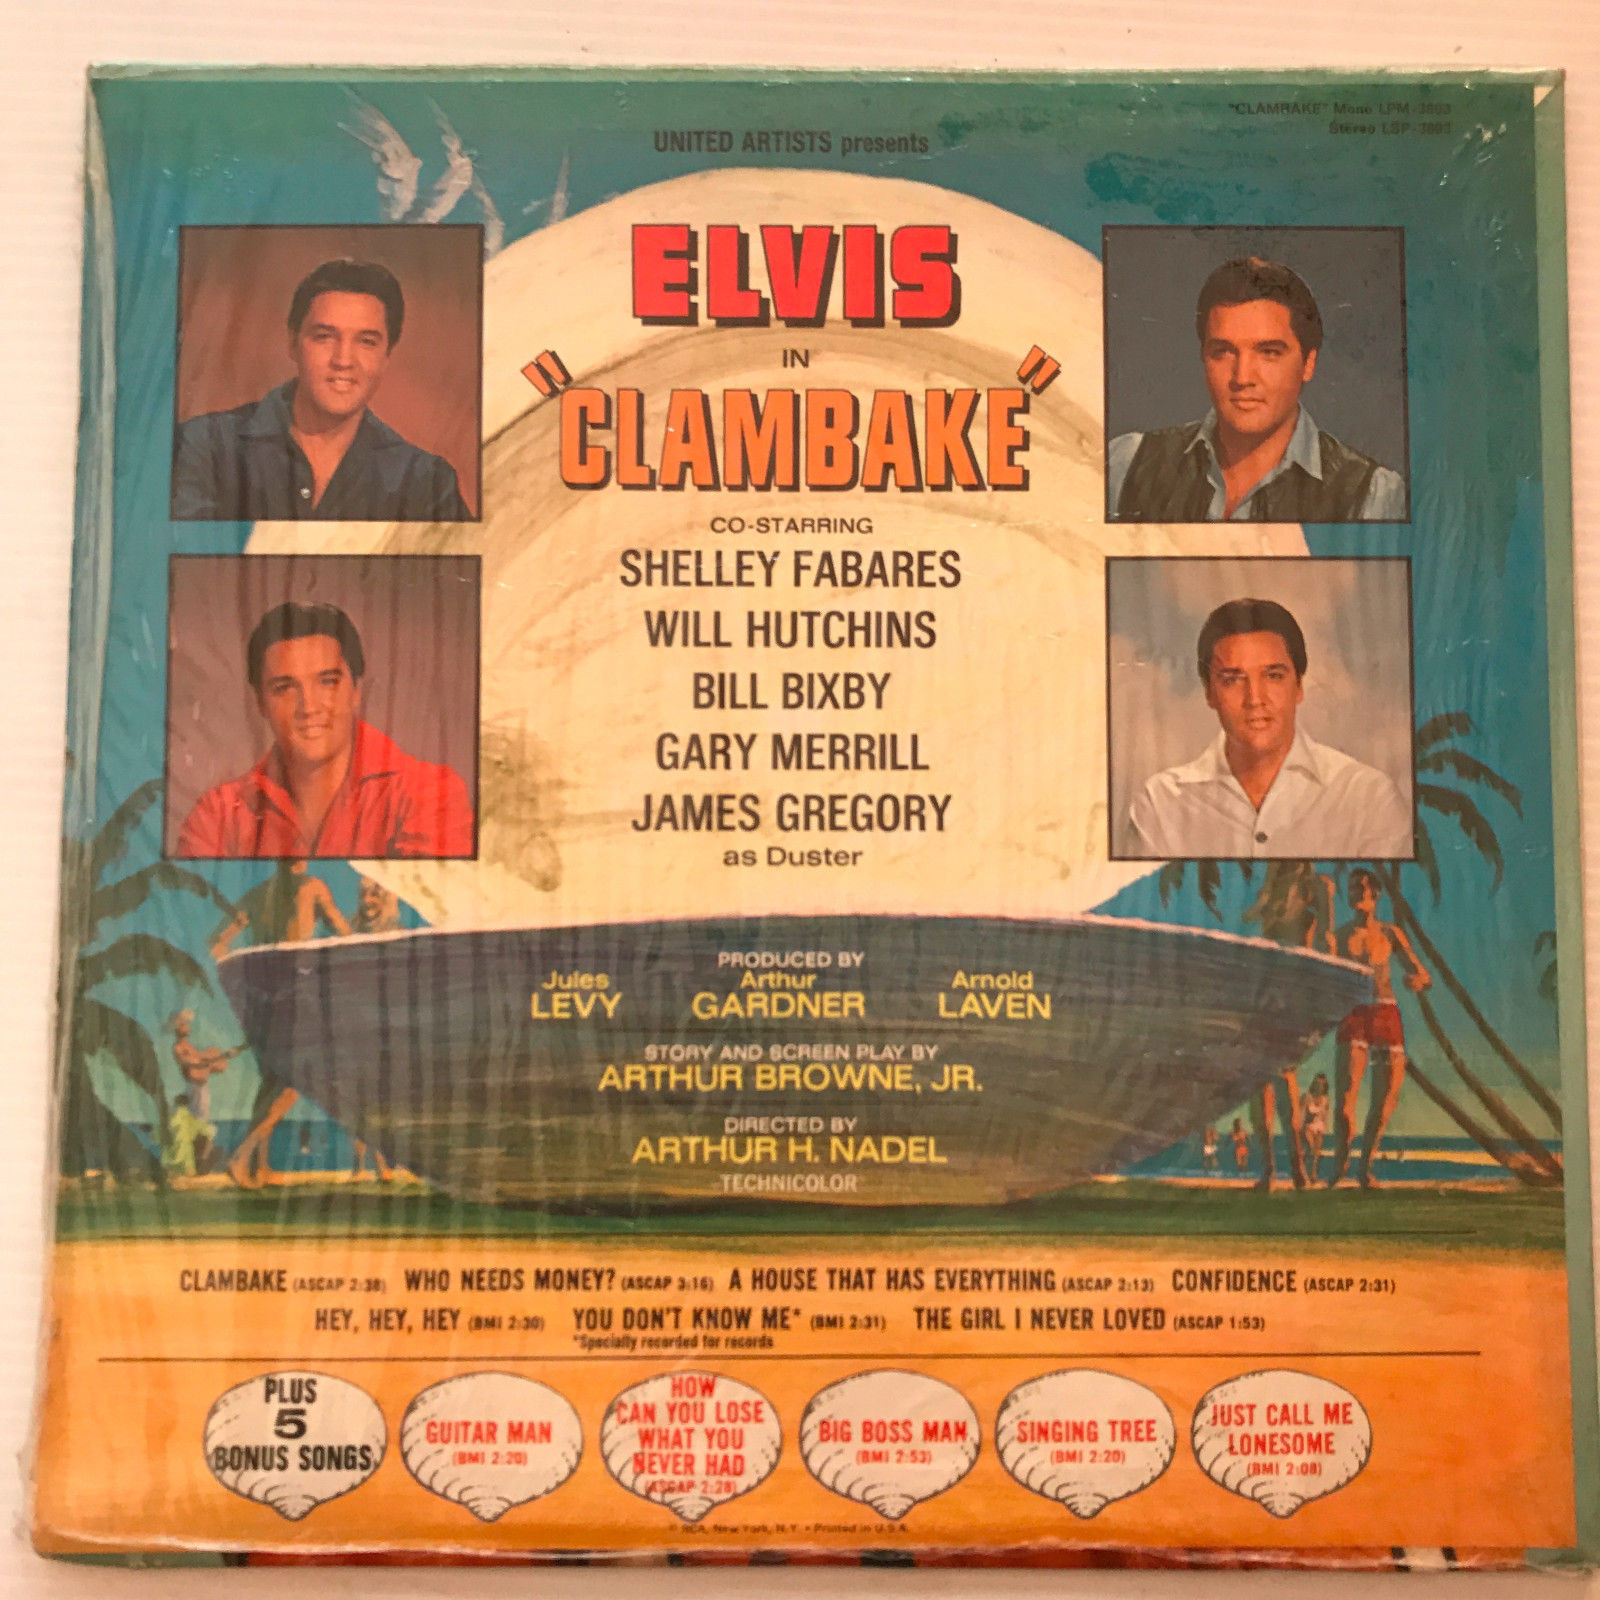 "CLAMBAKE" Mono LPM-3893
Stereo LSP-3893
UNITED ARTISTS presents
ELVIS
IN
"CLAMBAKE"
CO-STARRING
SHELLEY FABARES
WILL HUTCHINS
BILL BIXBY
GARY MERRILL
JAMES GREGORY
as Duster
PRODUCED BY
Jules Arthur Arnold
LEVY GARDNER LAVEN
STORY AND SCREEN PLAY BY
ARTHUR BROWNE, JR.
DIRECTED BY
ARTHUR H. NADEL
TECHNICOLOR
CLAMBAKE (ASCAP 2:38) WHO NEEDS MONEY? (ASCAP 3:16) A HOUSE THAT HAS EVERYTHING (ASCAP 2:13) CONFIDENCE (ASCAP 2:31)
HEY, HEY, HEY (BMI 2:30) YOU DON'T KNOW ME* (BMI 2:31) THE GIRL I NEVER LOVED (ASCAP 1:53)
*Specially recorded for records
PLUS
5
BONUS SONGS
GUITAR MAN
(BMI 2:20)
HOW
CAN YOU LOSE
WHAT YOU
NEVER HAD
(ASCAP 2:28)
BIG BOSS MAN
(BMI 2:53)
SINGING TREE
(BMI 2:20)
JUST CALL ME
LONESOME
(BMI 2:08)
© RCA, New York, N.Y. • Printed in U.S.A.